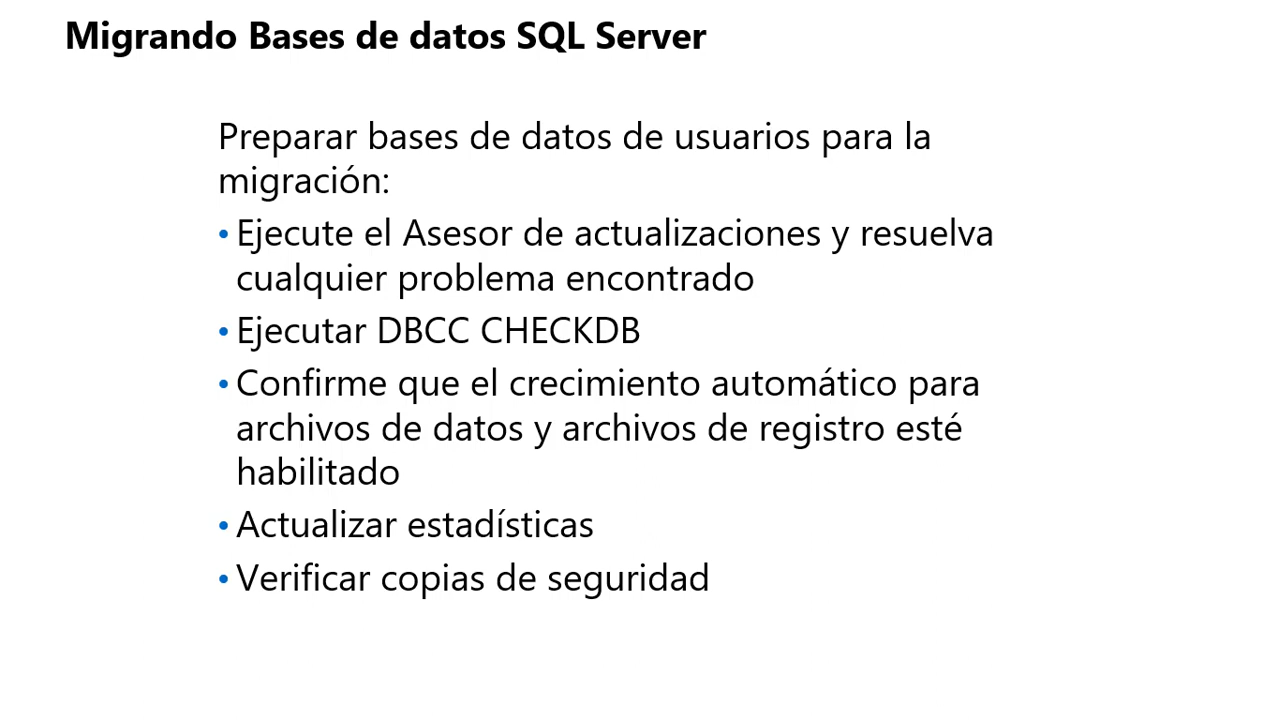 Migrando Bases de datos SQL Server
Preparar bases de datos de usuarios para la
migración:
• Ejecute el Asesor de actualizaciones y resuelva
cualquier problema encontrado
• Ejecutar DBCC CHECKDB
• Confirme que el crecimiento automático para
archivos de datos y archivos de registro esté
habilitado
• Actualizar estadísticas
• Verificar copias de seguridad